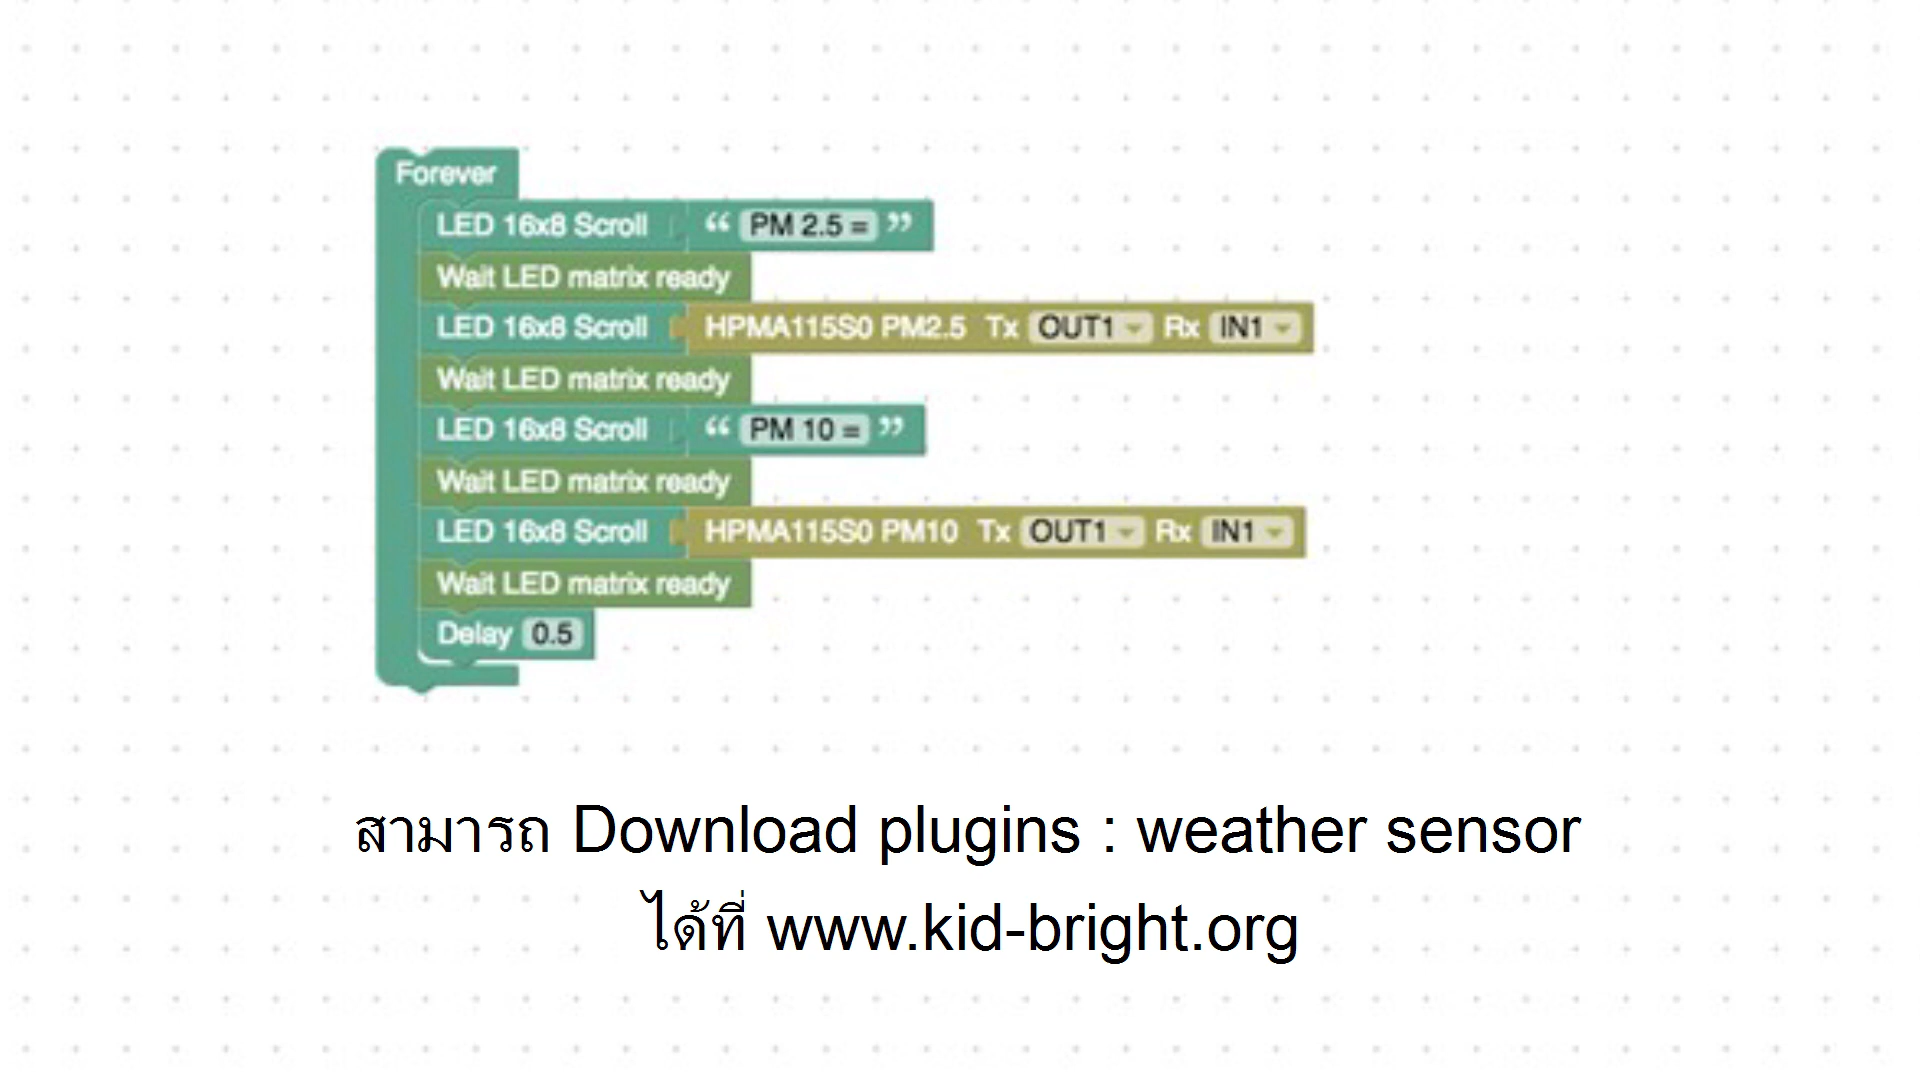 Forever
LED 16x8 Scroll “ PM 2.5 = ”
Wait LED matrix ready
LED 16x8 Scroll HPMA115S0 PM2.5 Tx OUT1 Rx IN1
Wait LED matrix ready
LED 16x8 Scroll “ PM 10 = ”
Wait LED matrix ready
LED 16x8 Scroll HPMA115S0 PM10 Tx OUT1 Rx IN1
Wait LED matrix ready
Delay 0.5
สามารถ Download plugins : weather sensor
ได้ที่ www.kid-bright.org